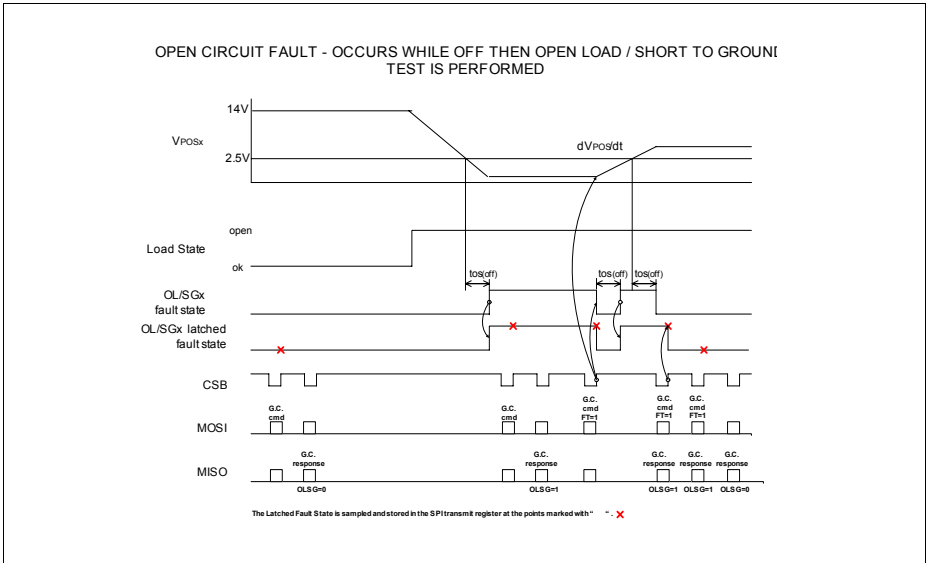 OPEN CIRCUIT FAULT - OCCURS WHILE OFF THEN OPEN LOAD / SHORT TO GROUND
TEST IS PERFORMED
14V
VPOSx
dVPOS/dt
2.5V
open
Load State
ok
tos(off) tos(off) tos(off)
OL/SGx
fault state
OL/SGx latched
fault state
CSB
G.C.
cmd
G.C.
cmd
G.C.
cmd
FT=1
G.C.
cmd
FT=1
G.C.
cmd
FT=1
MOSI
G.C.
response
G.C.
response
G.C.
response
G.C.
response
G.C.
response
MISO
OLSG=0 OLSG=1 OLSG=1 OLSG=1 OLSG=0
The Latched Fault State is sampled and stored in the SPI transmit register at the points marked with “ “ .